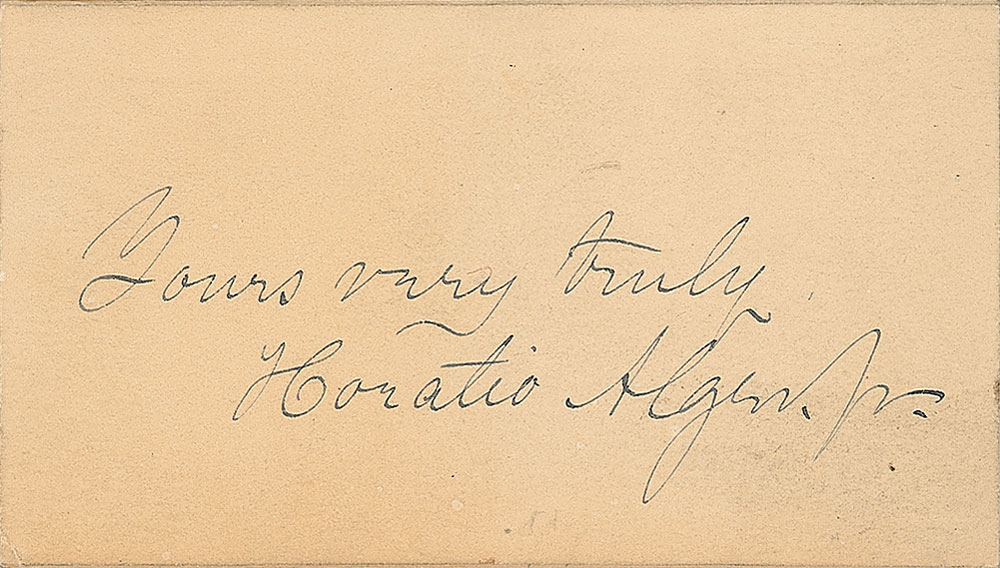 Yours very truly,
Horatio Alger. Jr.